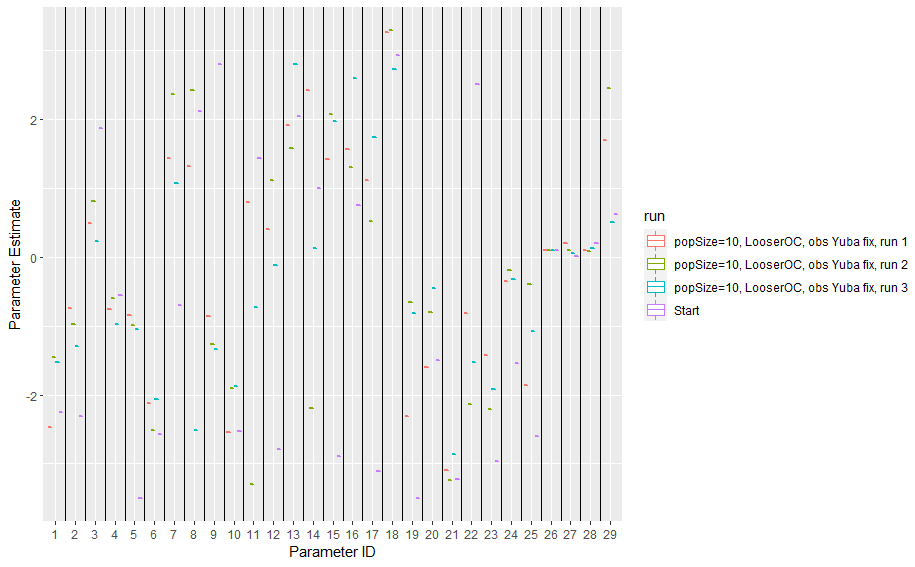 2
0
-2
Parameter Estimate
1 2 3 4 5 6 7 8 9 10 11 12 13 14 15 16 17 18 19 20 21 22 23 24 25 26 27 28 29
Parameter ID
run
popSize=10, LooserOC, obs Yuba fix, run 1
popSize=10, LooserOC, obs Yuba fix, run 2
popSize=10, LooserOC, obs Yuba fix, run 3
Start